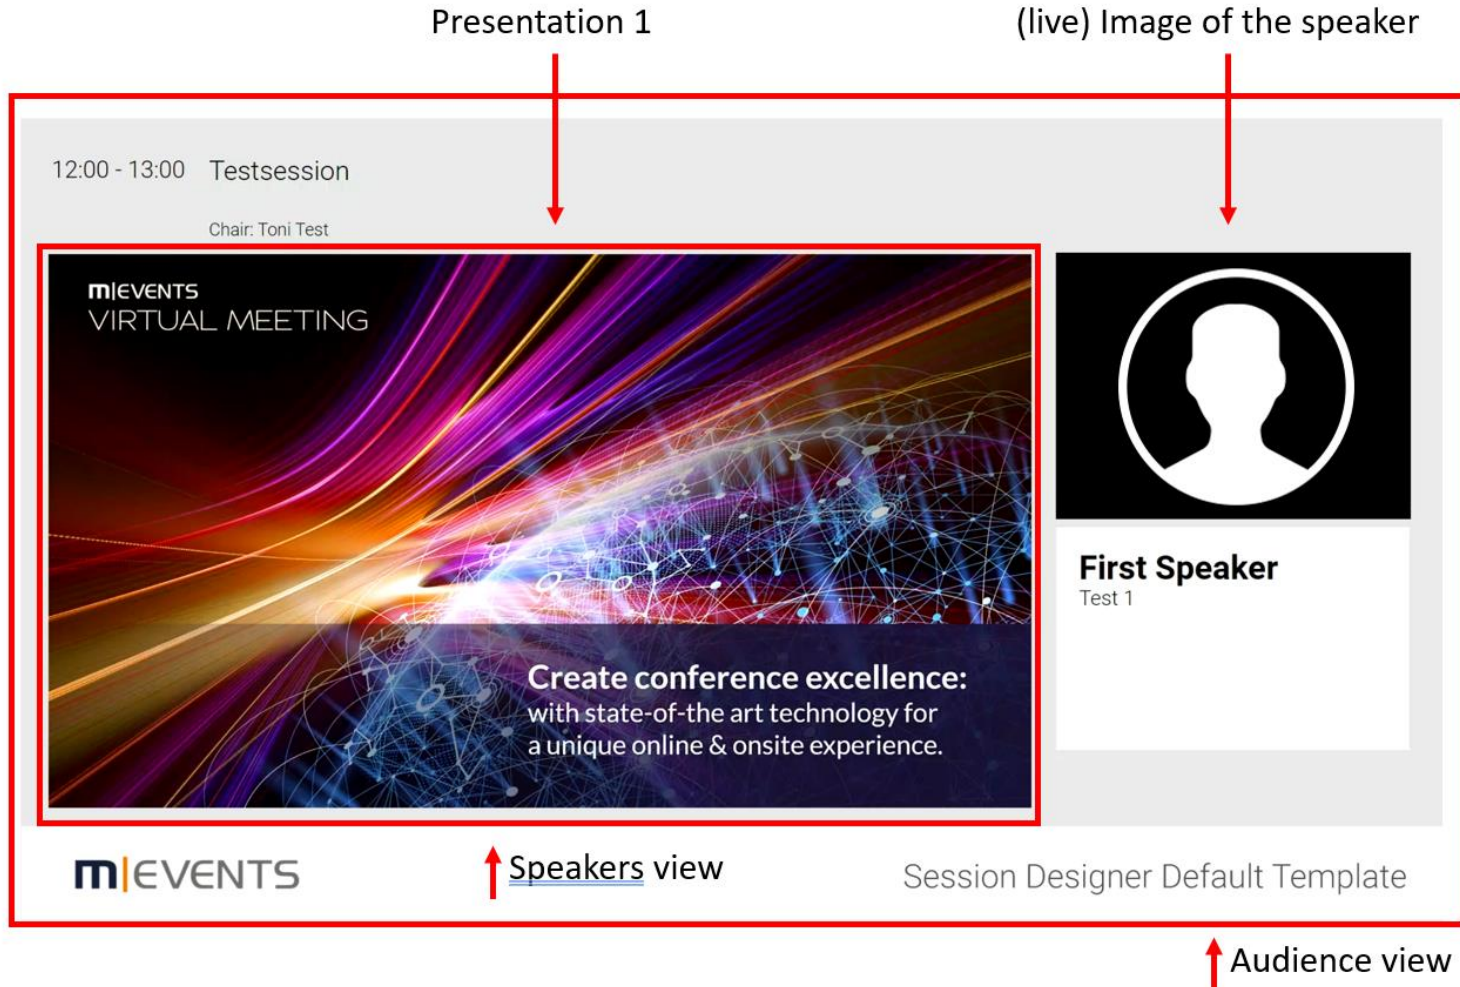 Presentation 1
(live) Image of the speaker
12:00 - 13:00 Testsession
Chair: Toni Test
m|EVENTS
VIRTUAL MEETING
First Speaker
Test 1
Create conference excellence:
with state-of-the art technology for
a unique online & onsite experience.
m|EVENTS
Speakers view
Session Designer Default Template
Audience view